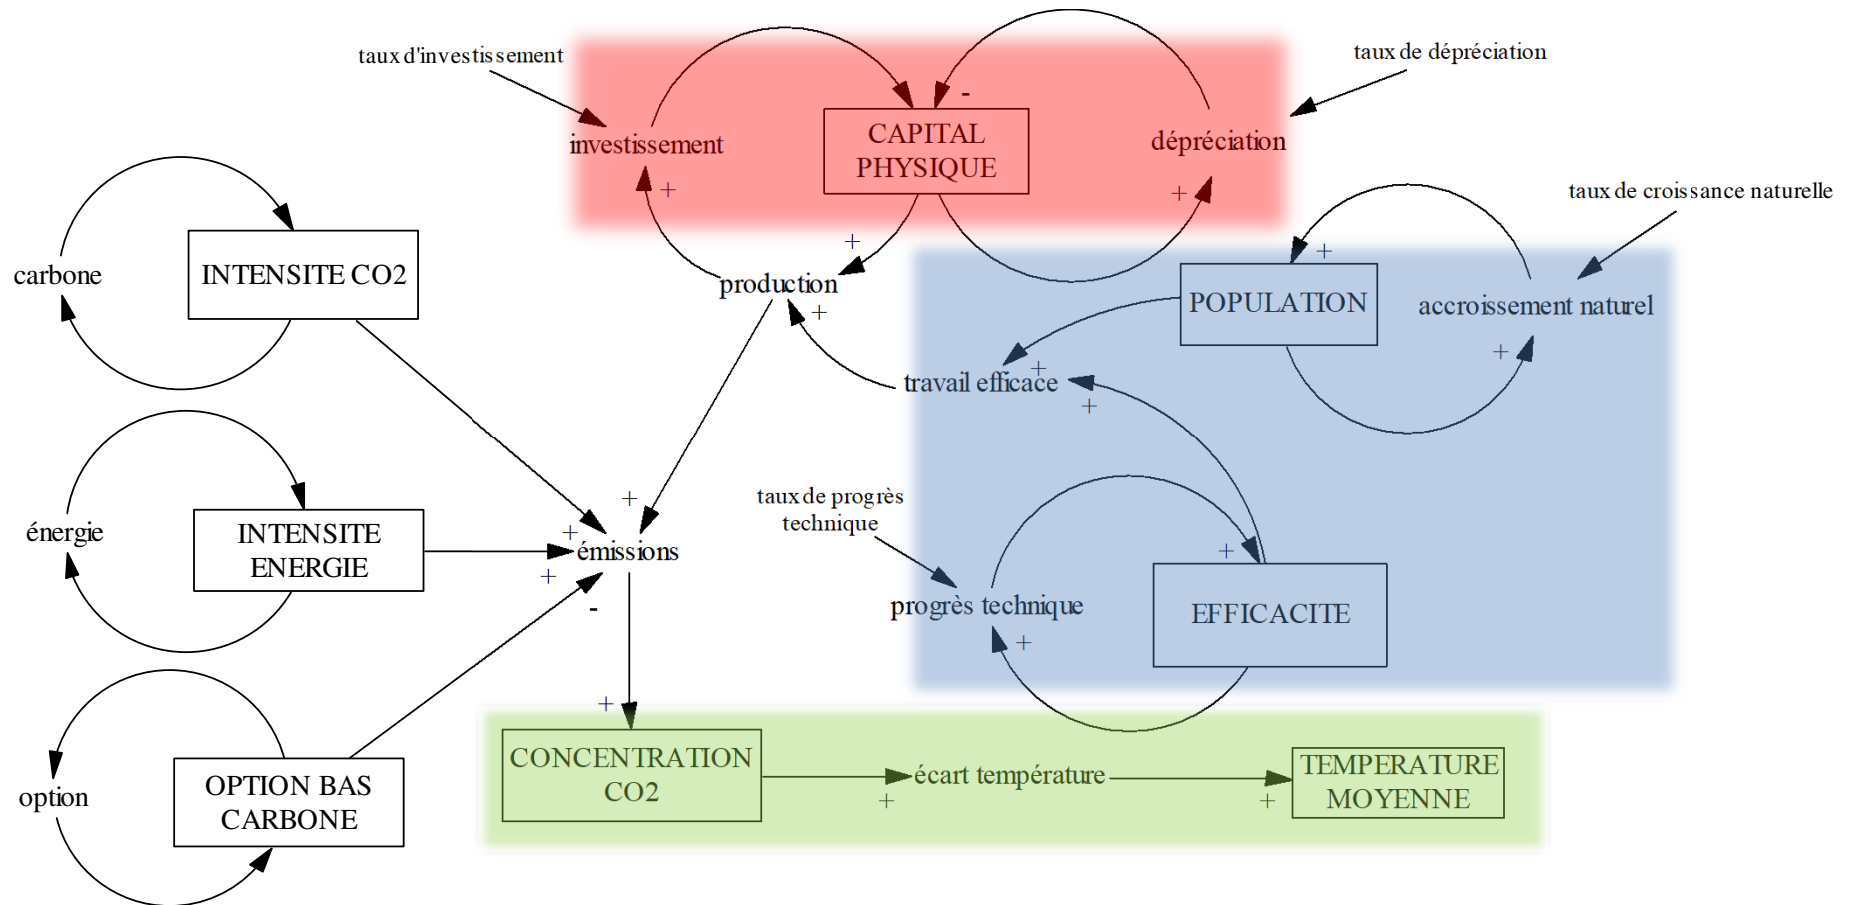 taux d'investissement
taux de dépréciation
-
CAPITAL
PHYSIQUE
investissement
dépréciation
+
+
taux de croissance naturelle
+
+
carbone
INTENSITE CO2
production
+
POPULATION
accroissement naturel
+
travail efficace
+
+
taux de progrès
technique
+
énergie
INTENSITE
ENERGIE
+
émissions
+
+
-
progrès technique
+
EFFICACITE
+
CONCENTRATION
CO2
écart température
+
TEMPERATURE
MOYENNE
+
option
OPTION BAS
CARBONE